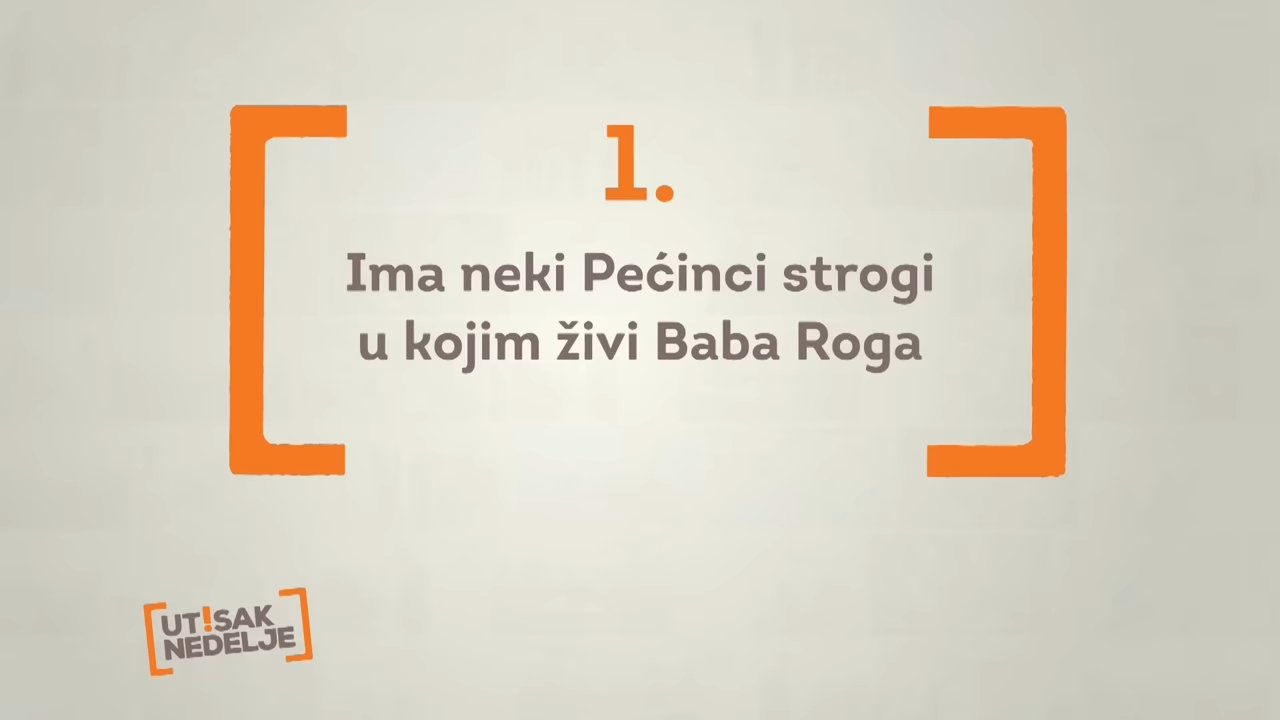 1.
Ima neki Pećinci strogi
u kojim živi Baba Roga
UT!SAK
NEDELJE